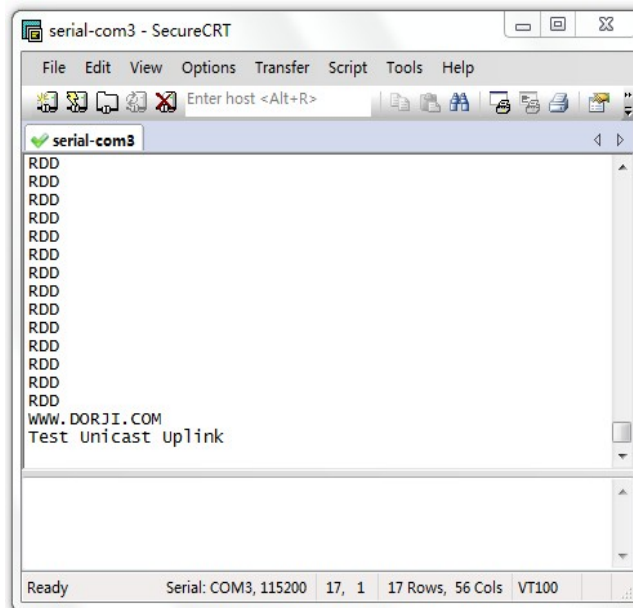 serial-com3 - SecureCRT
File Edit View Options Transfer Script Tools Help
Enter host <Alt+R>
serial-com3
RDD
RDD
RDD
RDD
RDD
RDD
RDD
RDD
RDD
RDD
RDD
RDD
RDD
RDD
WWW.DORJI.COM
Test Unicast Uplink
Ready Serial: COM3, 115200 17, 1 17 Rows, 56 Cols VT100